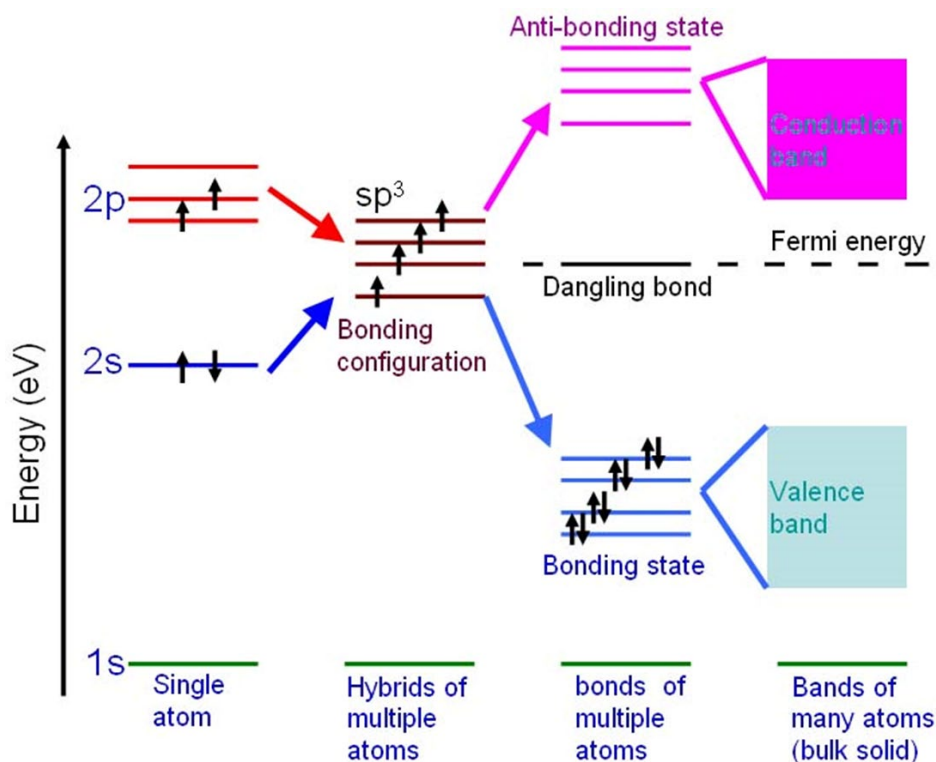 Anti-bonding state
Conduction
band
2p
sp³
Fermi energy
Dangling bond
2s
Bonding
configuration
Energy (eV)
Valence
band
Bonding state
1s
Single
atom
Hybrids of
multiple
atoms
bonds of
multiple
atoms
Bands of
many atoms
(bulk solid)